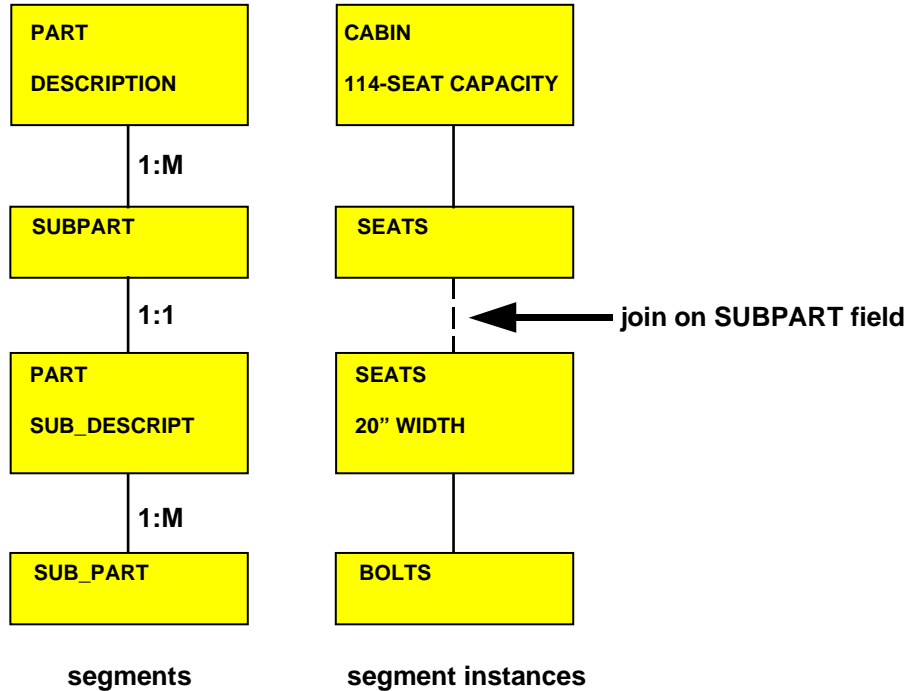 PART
DESCRIPTION
1:M
SUBPART
1:1
PART
SUB_DESCRIPT
1:M
SUB_PART
segments
CABIN
114-SEAT CAPACITY
SEATS
join on SUBPART field
SEATS
20” WIDTH
BOLTS
segment instances